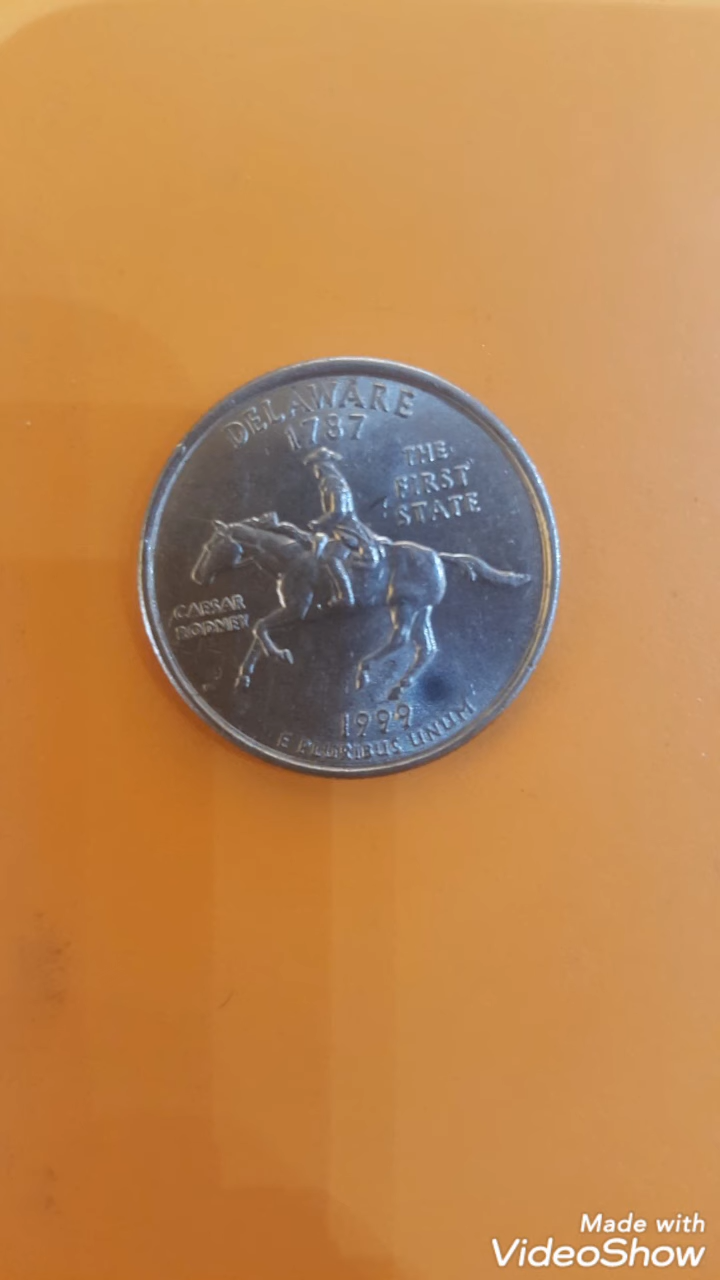 DELAWARE
1787
THE
FIRST
STATE
CAESAR
RODNEY
1999
E PLURIBUS UNUM
Made with
VideoShow